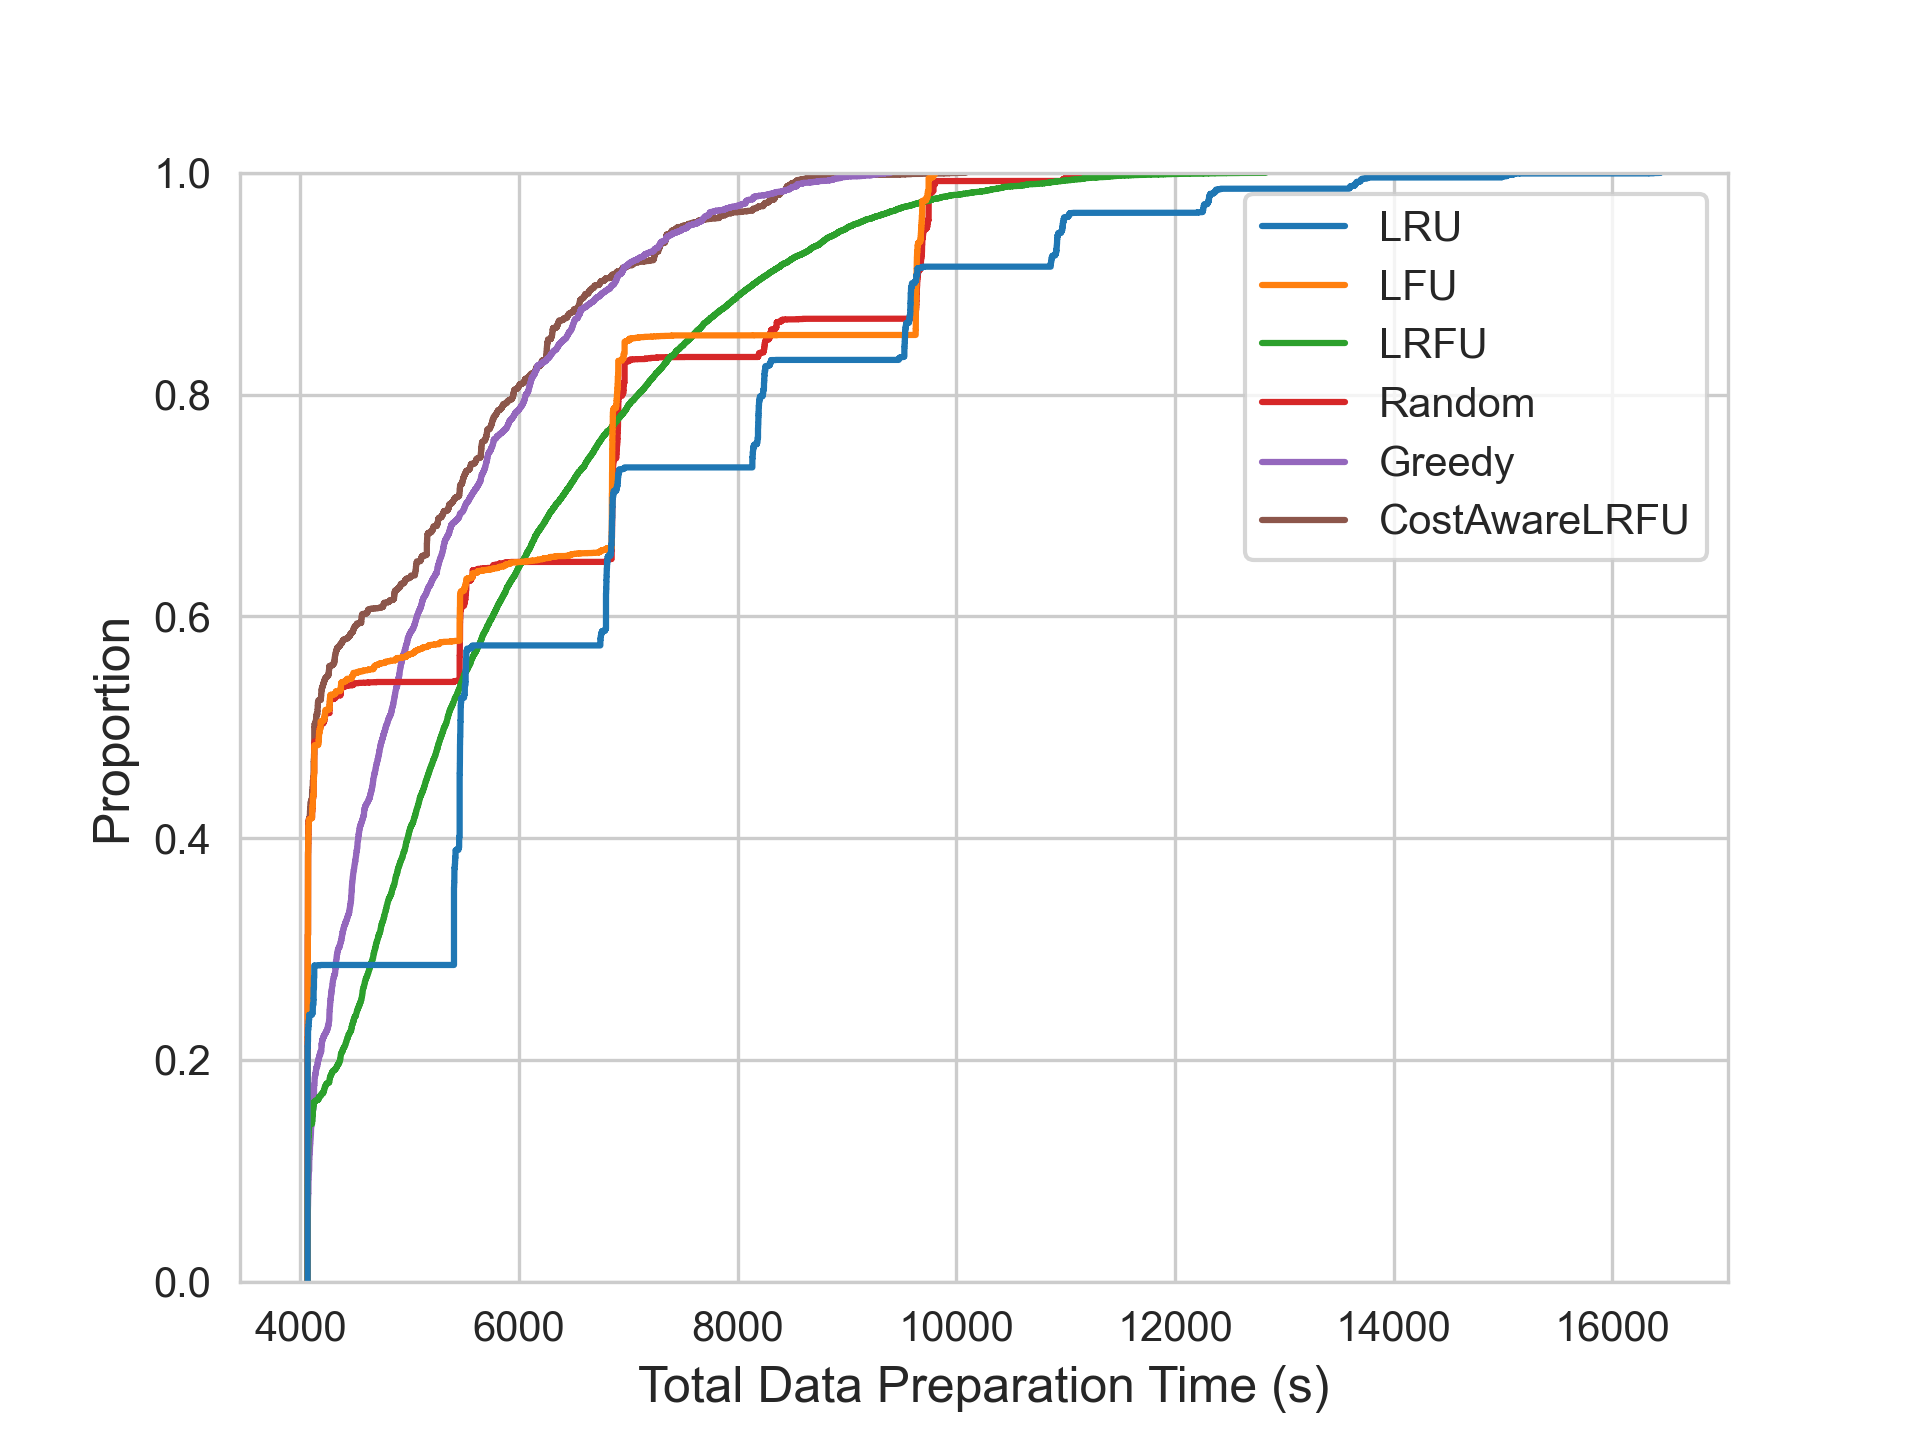 1.0
0.8
0.6
0.4
0.2
0.0
Proportion
4000 6000 8000 10000 12000 14000 16000
Total Data Preparation Time (s)
LRU
LFU
LRFU
Random
Greedy
CostAwareLRFU